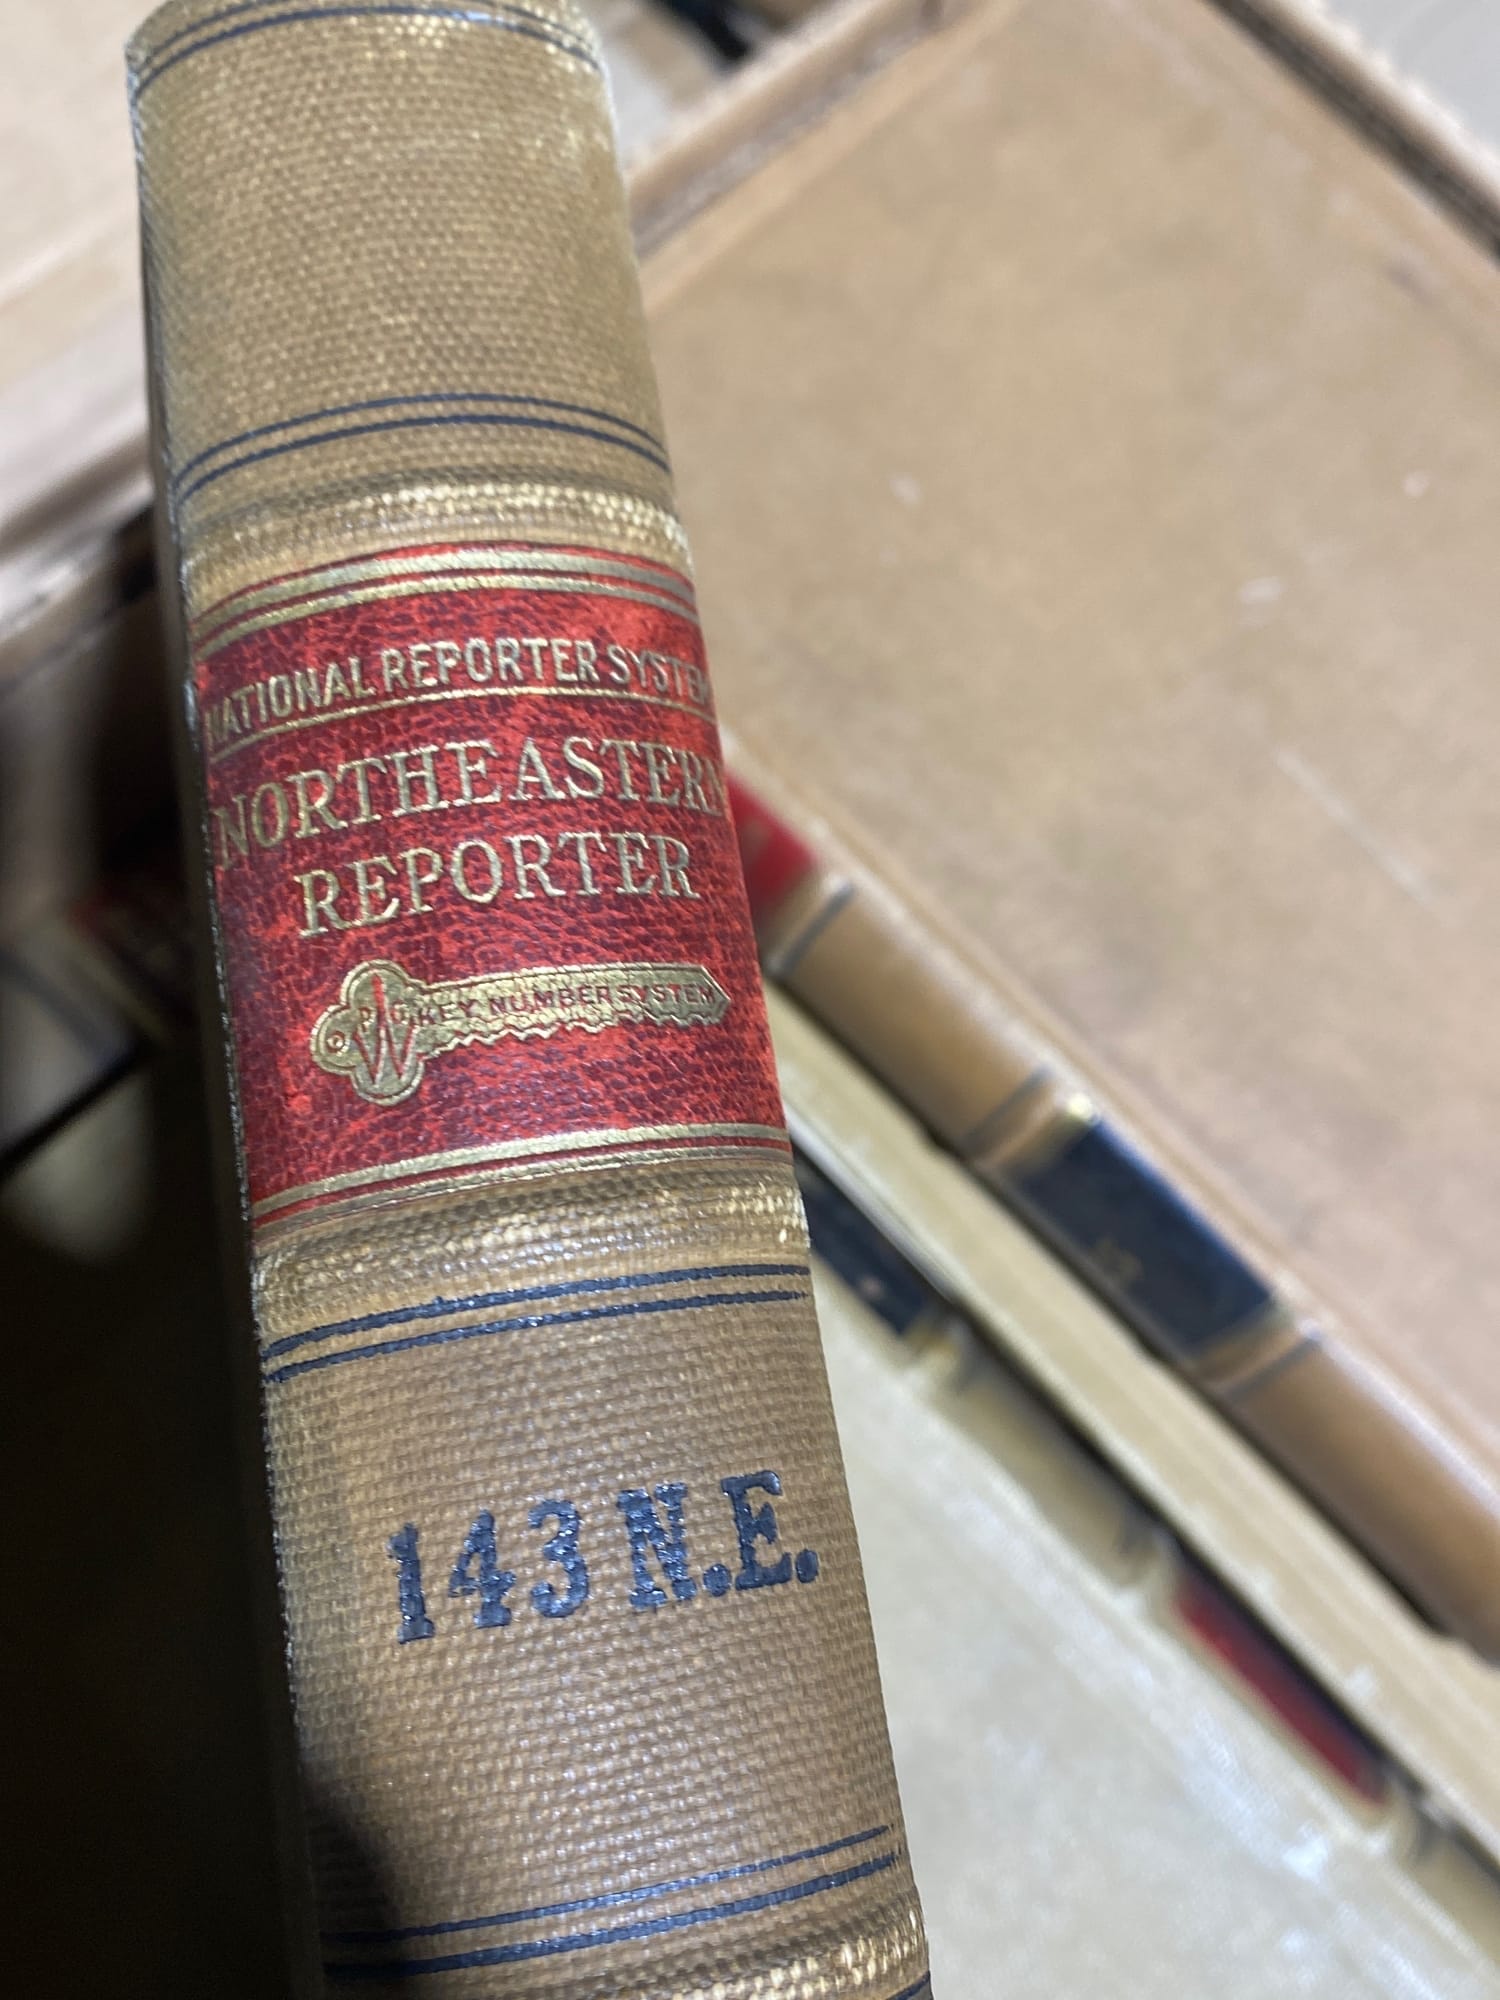 NATIONAL REPORTER SYSTEM
NORTHEASTERN
REPORTER
W
KEY NUMBER SYSTEM
143 N.E.